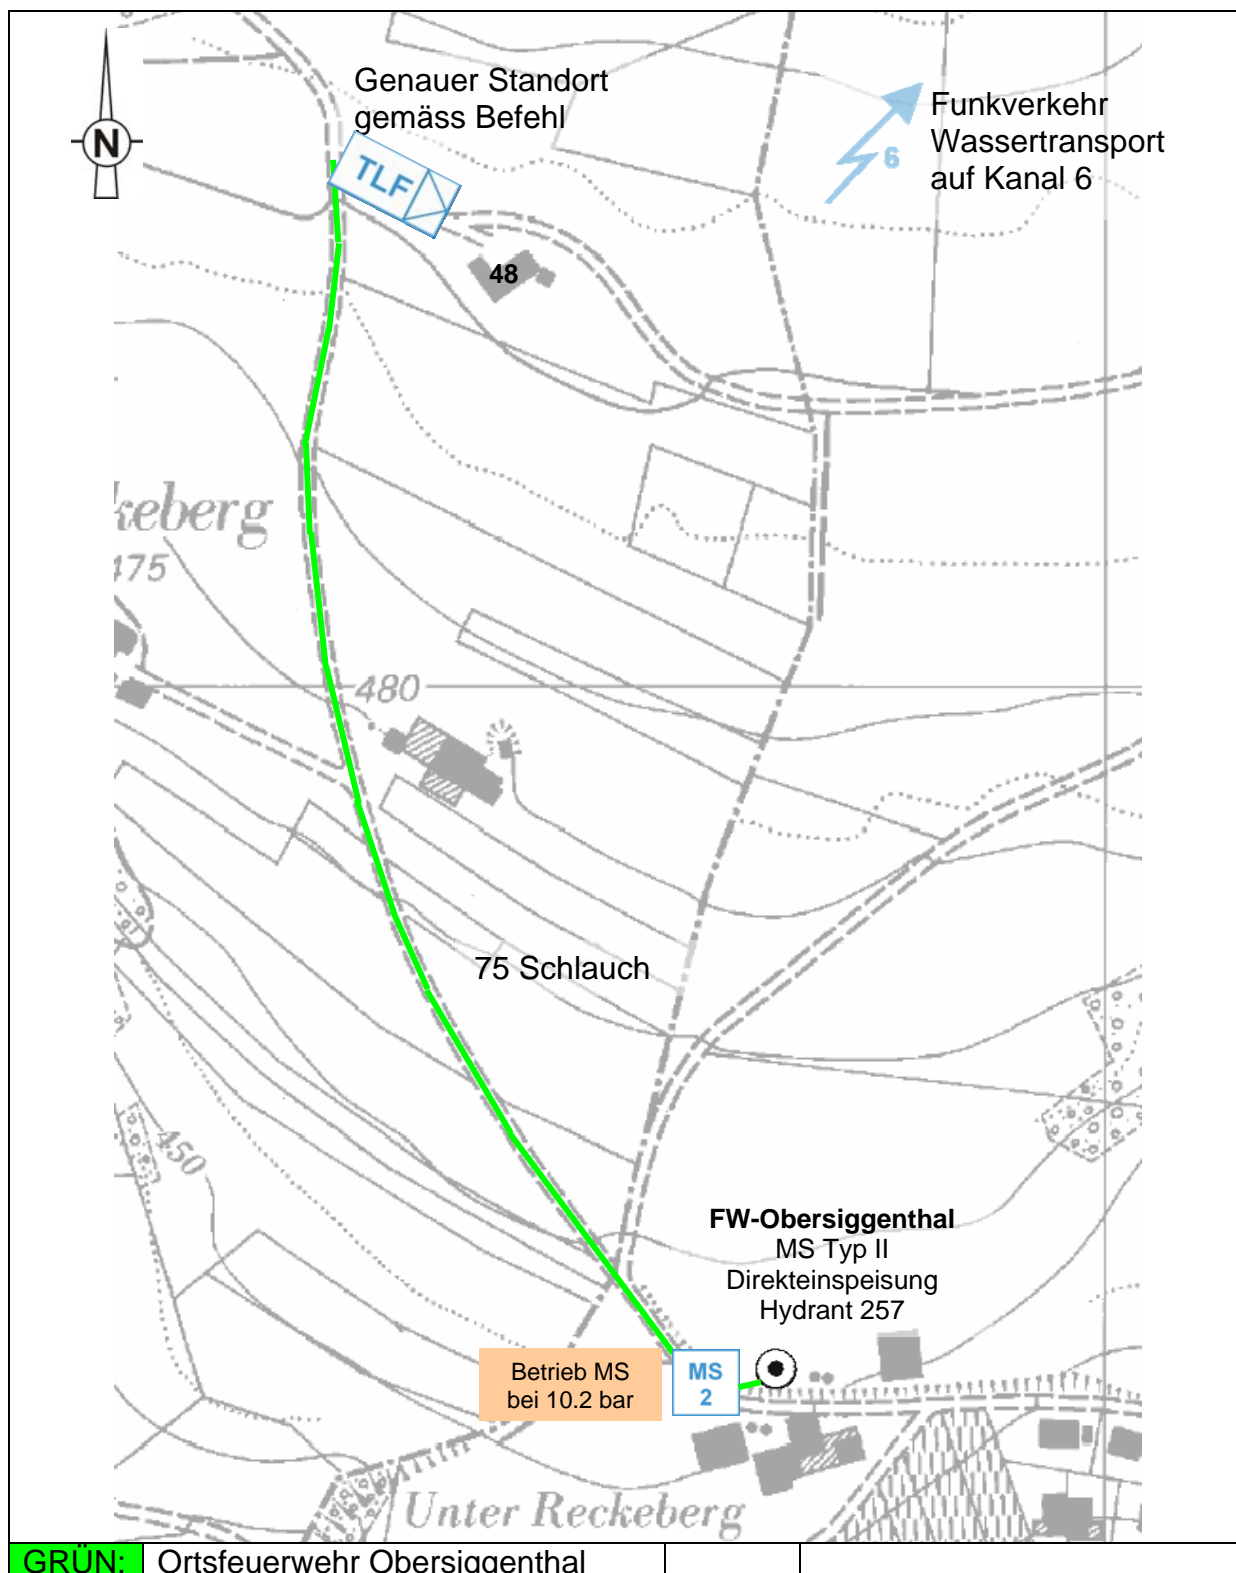 Genauer Standort
gemäss Befehl
Funkverkehr
Wassertransport
auf Kanal 6
N
TLF
6
48
keberg
475
480
75 Schlauch
450
FW-Obersiggenthal
MS Typ II
Direkteinspeisung
Hydrant 257
Betrieb MS
bei 10.2 bar
MS
2
Unter Reckeberg
GRÜN: Ortsfeuerwehr Obersiggenthal